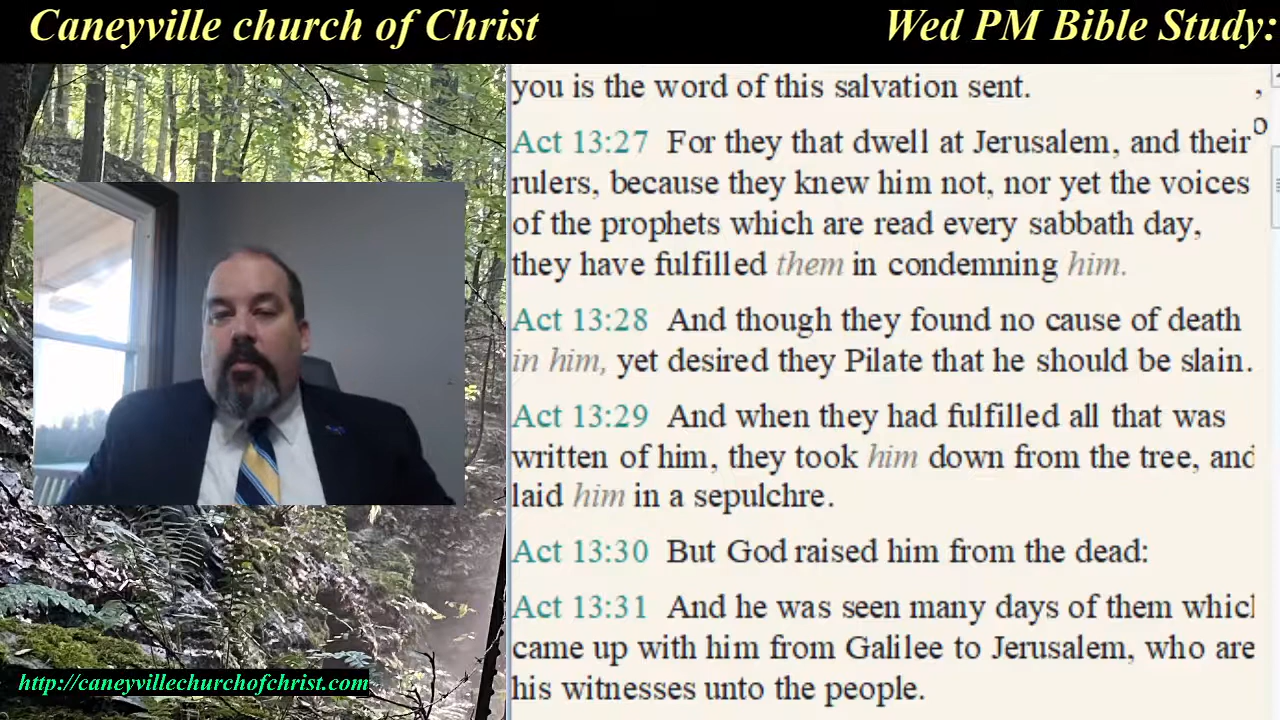 Caneyville church of Christ
Wed PM Bible Study:
you is the word of this salvation sent.
Act 13:27 For they that dwell at Jerusalem, and their
rulers, because they knew him not, nor yet the voices
of the prophets which are read every sabbath day,
they have fulfilled them in condemning him.
Act 13:28 And though they found no cause of death
in him, yet desired they Pilate that he should be slain.
Act 13:29 And when they had fulfilled all that was
written of him, they took him down from the tree, and
laid him in a sepulchre.
Act 13:30 But God raised him from the dead:
Act 13:31 And he was seen many days of them which
came up with him from Galilee to Jerusalem, who are
his witnesses unto the people.
http://caneyvillechurchofchrist.com